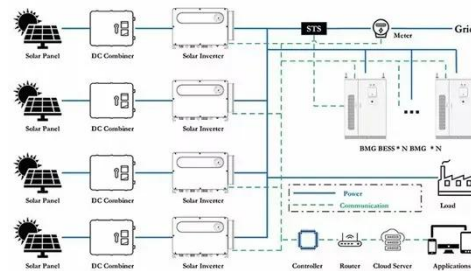 STS
Meter
Grid
Solar Panel DC Combiner Solar Inverter
Solar Panel DC Combiner Solar Inverter
BMG BESS * N BMG * N
Solar Panel DC Combiner Solar Inverter
Power
Communication
Load
Solar Panel DC Combiner Solar Inverter
Controller Router Cloud Server Application